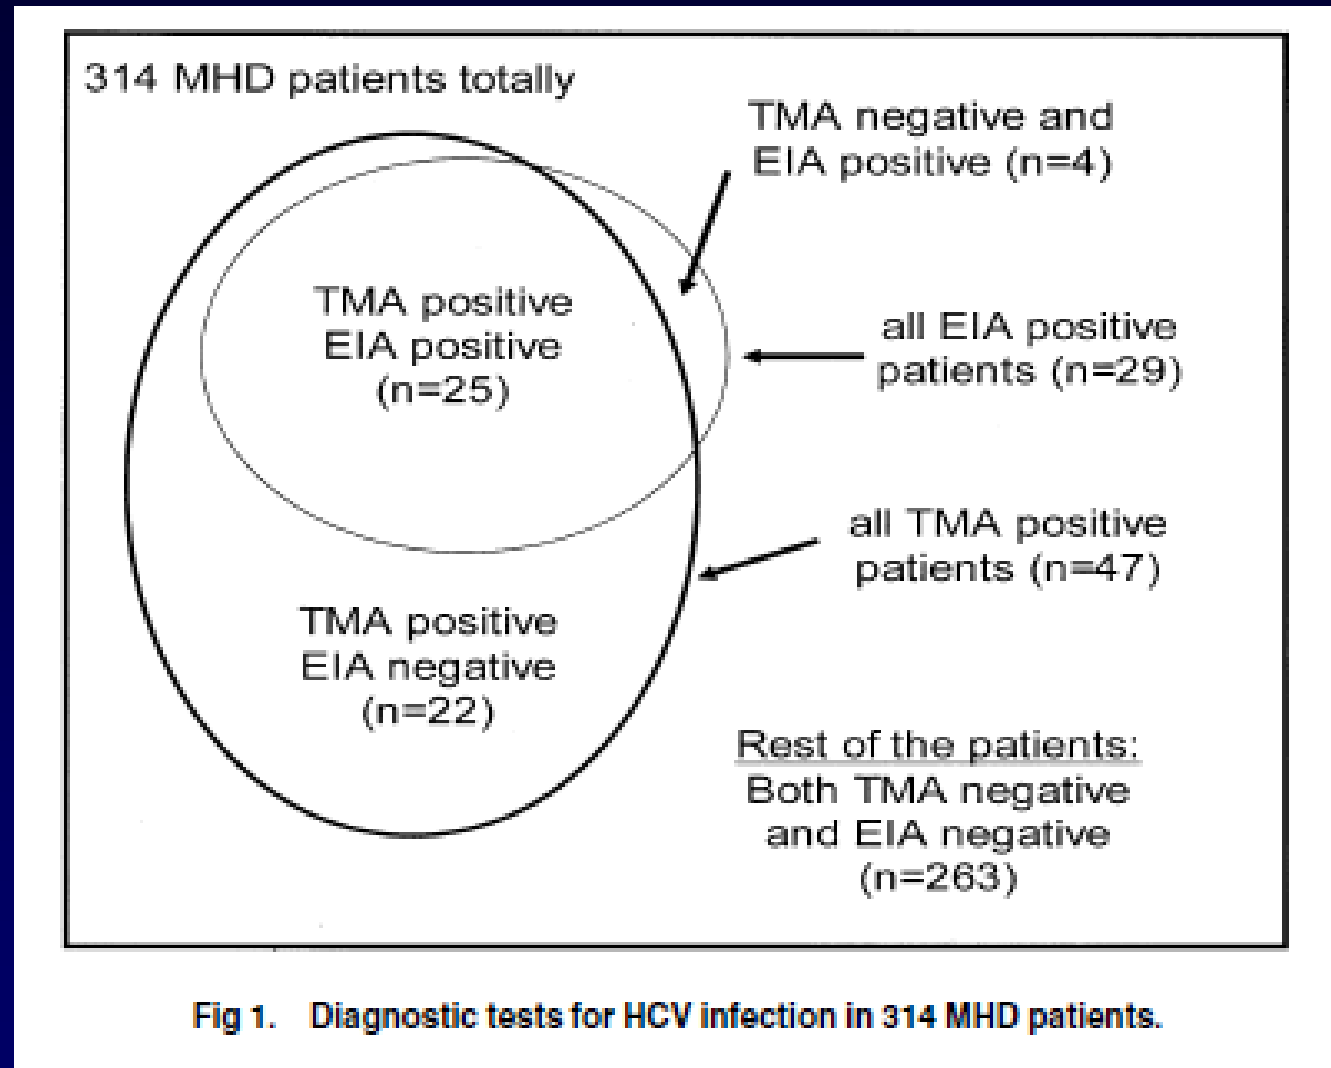 314 MHD patients totally
TMA negative and
EIA positive (n=4)
TMA positive
EIA positive
(n=25)
all EIA positive
patients (n=29)
all TMA positive
patients (n=47)
TMA positive
EIA negative
(n=22)
Rest of the patients:
Both TMA negative
and EIA negative
(n=263)
Fig 1. Diagnostic tests for HCV infection in 314 MHD patients.